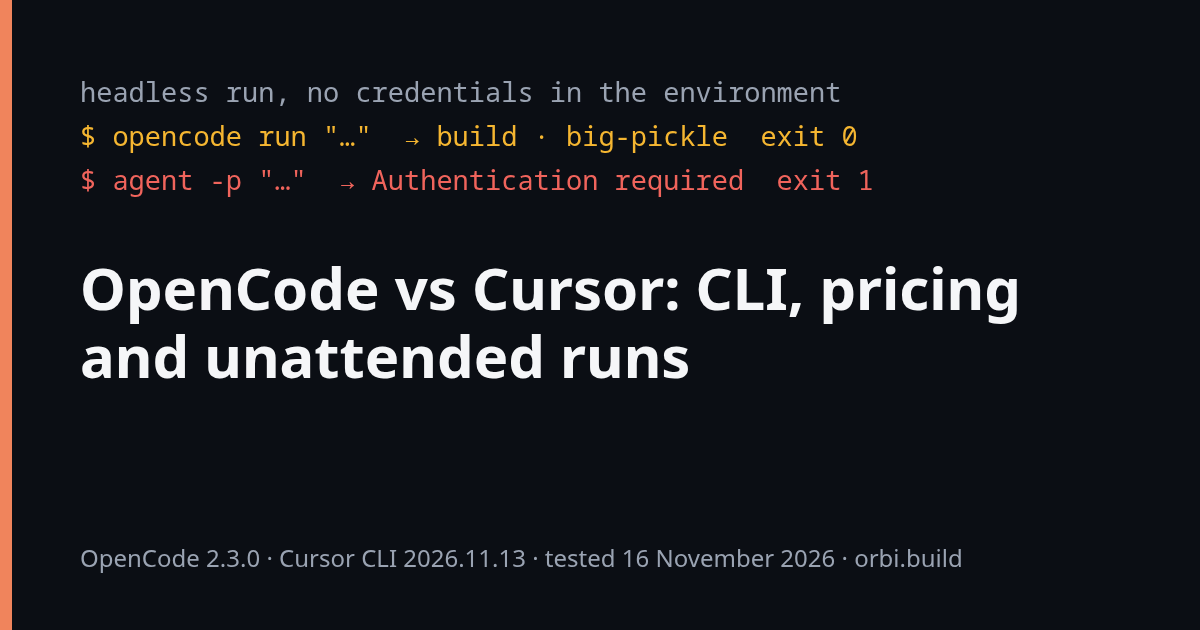 headless run, no credentials in the environment
$ opencode run "…"  → build · big-pickle  exit 0
$ agent -p "…"  → Authentication required  exit 1
OpenCode vs Cursor: CLI, pricing
and unattended runs
OpenCode 2.3.0 · Cursor CLI 2026.11.13 · tested 16 November 2026 · orbi.build